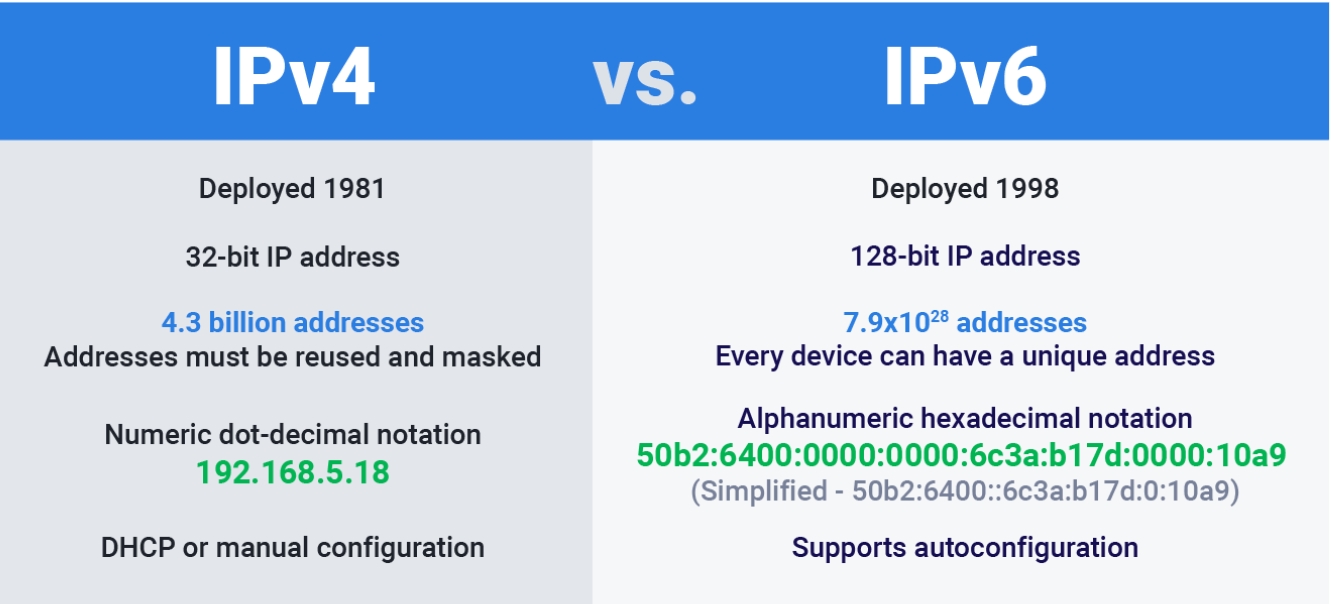 IPv4 vs. IPv6
Deployed 1981
32-bit IP address
4.3 billion addresses
Addresses must be reused and masked
Numeric dot-decimal notation
192.168.5.18
DHCP or manual configuration
Deployed 1998
128-bit IP address
7.9x10²⁸ addresses
Every device can have a unique address
Alphanumeric hexadecimal notation
50b2:6400:0000:0000:6c3a:b17d:0000:10a9
(Simplified - 50b2:6400::6c3a:b17d:0:10a9)
Supports autoconfiguration